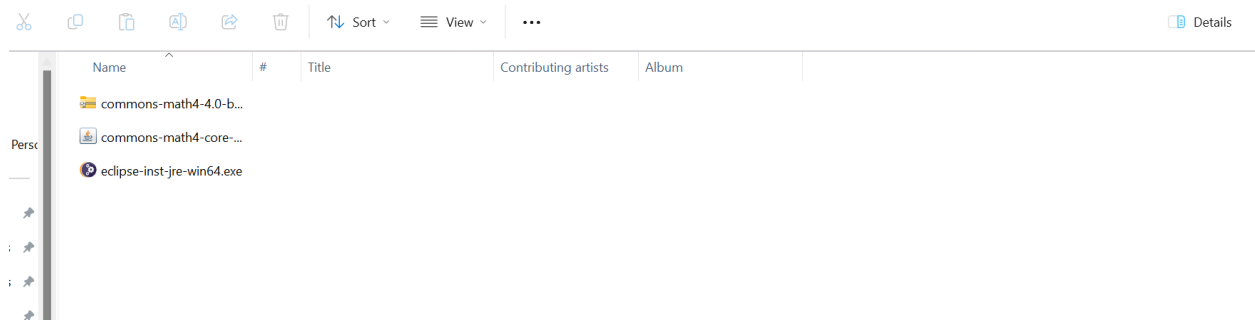 Sort View ••• Details
Name # Title Contributing artists Album
commons-math4-4.0-b...
commons-math4-core-...
Perso
eclipse-inst-jre-win64.exe
s